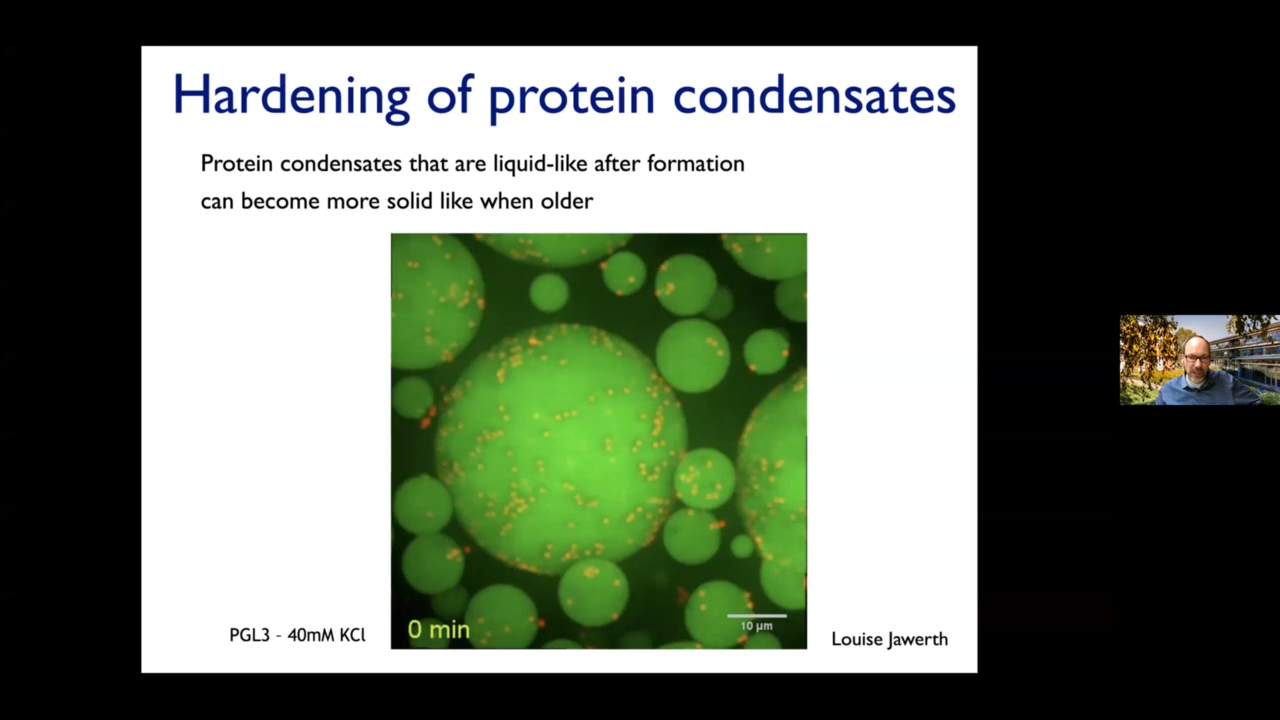 Hardening of protein condensates
Protein condensates that are liquid-like after formation
can become more solid like when older
0 min
10 μm
PGL3 - 40mM KCl
Louise Jawerth